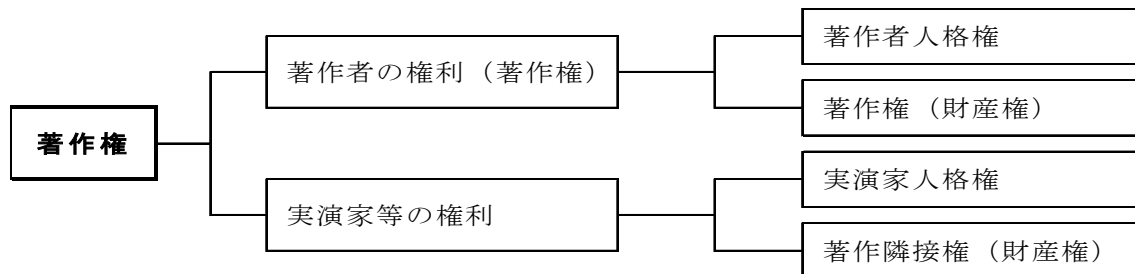 著作者人格権
著作者の権利（著作権）
著作権（財産権）
著作権
実演家人格権
実演家等の権利
著作隣接権（財産権）